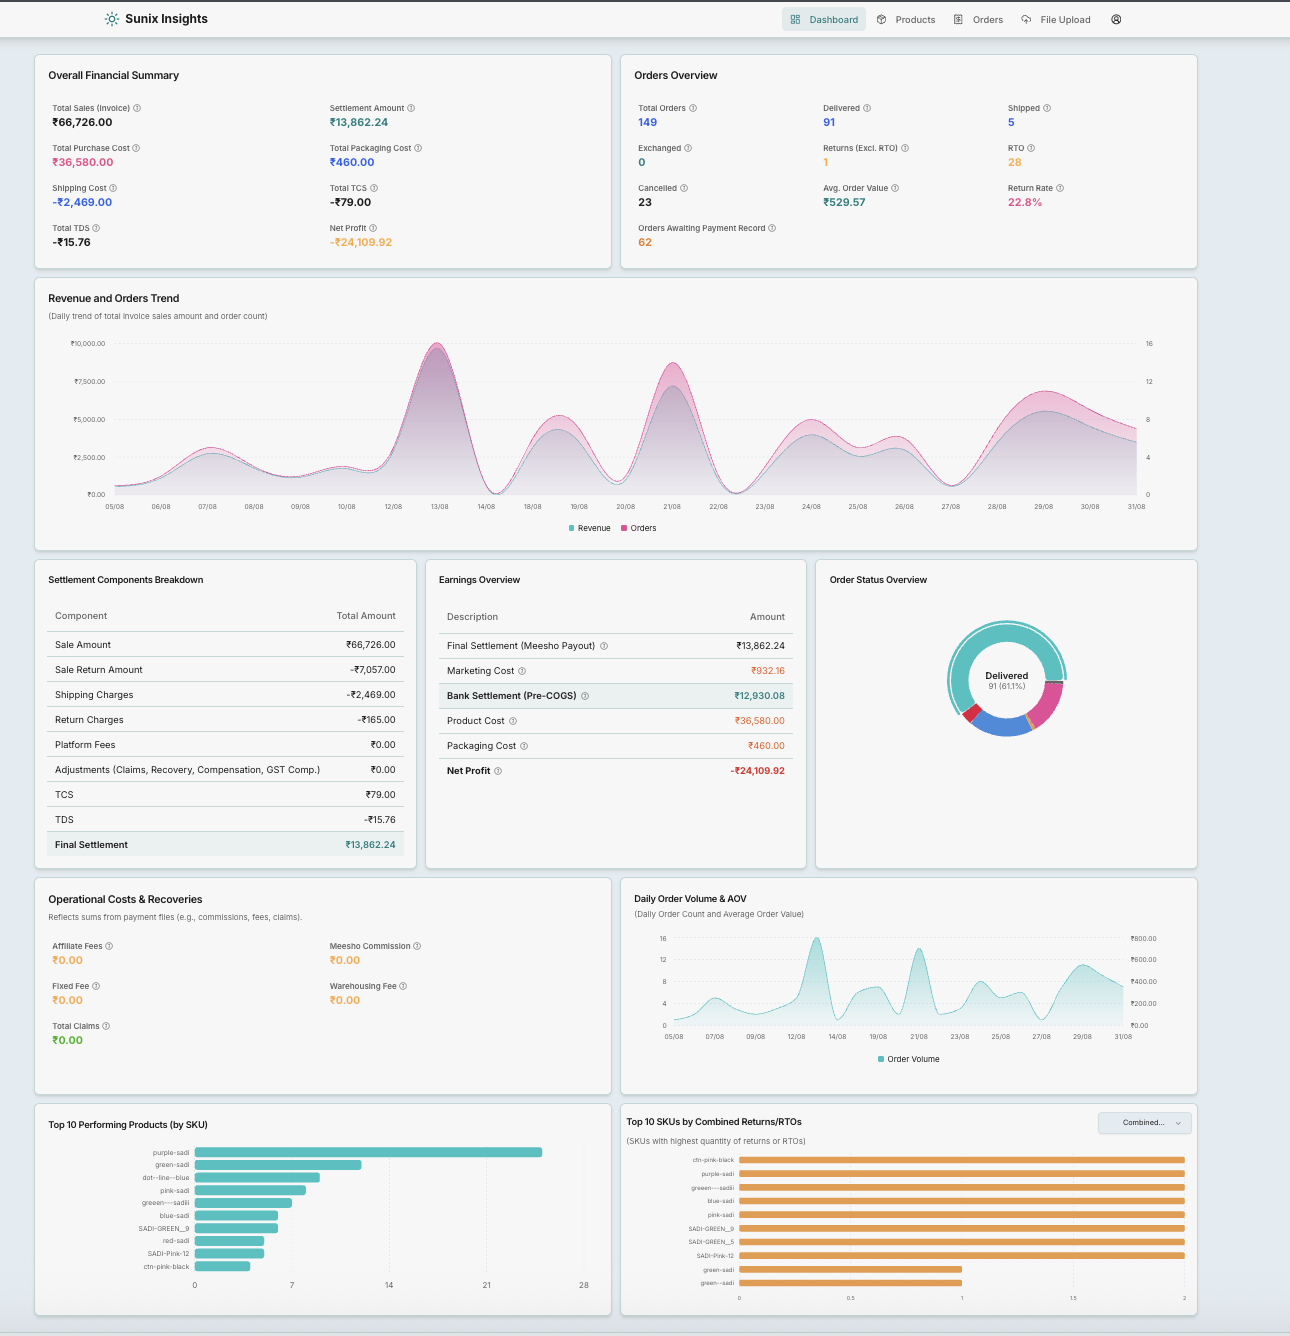 Sunix Insights
Dashboard Products Orders File Upload
Overall Financial Summary
Total Sales (Invoice) Settlement Amount
₹66,726.00 ₹13,862.24
Total Purchase Cost Total Packaging Cost
₹36,580.00 ₹460.00
Shipping Cost Total TCS
-₹2,469.00 -₹79.00
Total TDS Net Profit
-₹15.76 -₹24,109.92
Orders Overview
Total Orders Delivered Shipped
149 91 5
Exchanged Returns (Excl. RTO) RTO
0 1 28
Cancelled Avg. Order Value Return Rate
23 ₹529.57 22.8%
Orders Awaiting Payment Record
62
Revenue and Orders Trend
(Daily trend of total invoice sales amount and order count)
₹10,000.00 16
₹7,500.00 12
₹5,000.00 8
₹2,500.00 4
₹0.00 0
05/08 06/08 07/08 08/08 09/08 10/08 12/08 13/08 14/08 18/08 19/08 20/08 21/08 22/08 23/08 24/08 25/08 26/08 27/08 28/08 29/08 30/08 31/08
Revenue Orders
Settlement Components Breakdown
Component Total Amount
Sale Amount ₹66,726.00
Sale Return Amount -₹7,057.00
Shipping Charges -₹2,469.00
Return Charges -₹165.00
Platform Fees ₹0.00
Adjustments (Claims, Recovery, Compensation, GST Comp.) ₹0.00
TCS ₹79.00
TDS -₹15.76
Final Settlement ₹13,862.24
Earnings Overview
Description Amount
Final Settlement (Meesho Payout) ₹13,862.24
Marketing Cost ₹932.16
Bank Settlement (Pre-COGS) ₹12,930.08
Product Cost ₹36,580.00
Packaging Cost ₹460.00
Net Profit -₹24,109.92
Order Status Overview
Delivered
91 (61.1%)
Operational Costs & Recoveries
Reflects sums from payment files (e.g., commissions, fees, claims).
Affiliate Fees Meesho Commission
₹0.00 ₹0.00
Fixed Fee Warehousing Fee
₹0.00 ₹0.00
Total Claims
₹0.00
Daily Order Volume & AOV
(Daily Order Count and Average Order Value)
16 ₹800.00
12 ₹600.00
8 ₹400.00
4 ₹200.00
0 ₹0.00
05/08 07/08 09/08 12/08 14/08 19/08 21/08 23/08 25/08 27/08 29/08 31/08
Order Volume
Top 10 Performing Products (by SKU)
purple-sadi
green-sadi
dot--line--blue
pink-sadi
greeen---sadiii
blue-sadi
SADI-GREEN__9
red-sadi
SADI-Pink-12
ctn-pink-black
0 7 14 21 28
Top 10 SKUs by Combined Returns/RTOs
Combined...
(SKUs with highest quantity of returns or RTOs)
ctn-pink-black
purple-sadi
greeen---sadiii
blue-sadi
pink-sadi
SADI-GREEN__9
SADI-GREEN__5
SADI-Pink-12
green-sadi
green--sadi
0 0.5 1 1.5 2